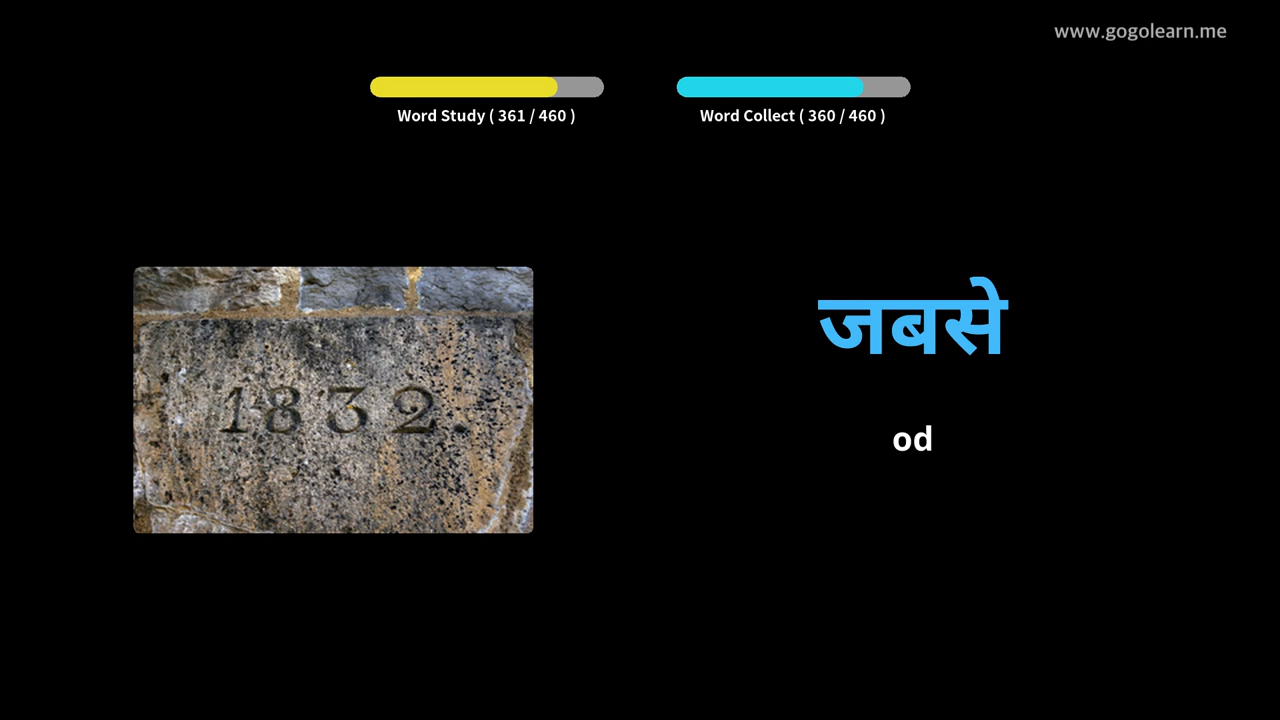 www.gogolearn.me
Word Study ( 361 / 460 )
Word Collect ( 360 / 460 )
1832.
जबसे
od